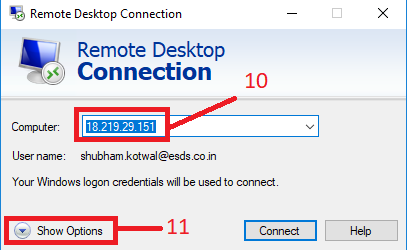 Remote Desktop Connection
Remote Desktop
Connection
10
Computer: 18.219.29.151
User name: shubham.kotwal@esds.co.in
Your Windows logon credentials will be used to connect.
Show Options 11 Connect Help